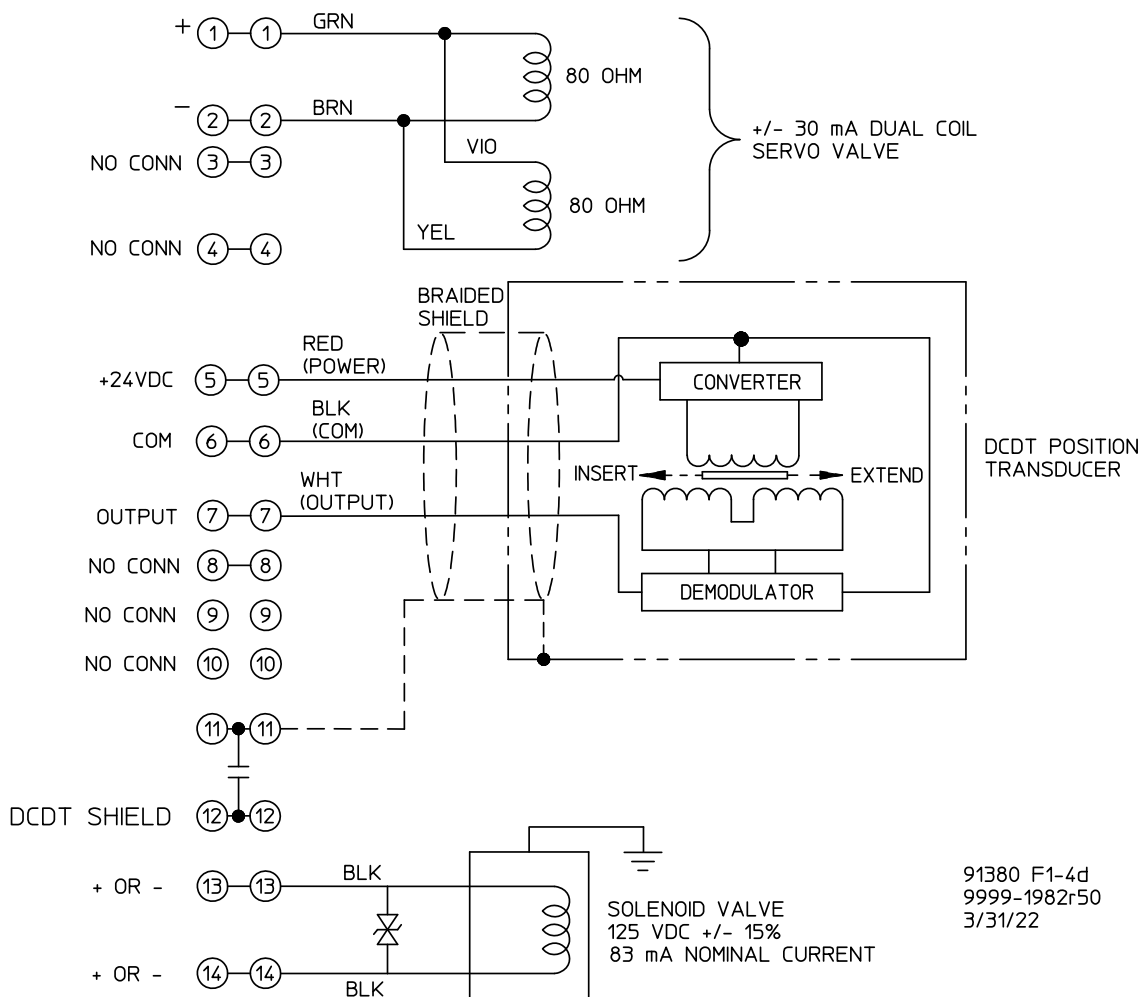 + 1 1 GRN
80 OHM
- 2 2 BRN
+/- 30 mA DUAL COIL
SERVO VALVE
NO CONN 3 3
VIO
80 OHM
NO CONN 4 4
YEL
BRAIDED
SHIELD
RED
(POWER)
+24VDC 5 5
CONVERTER
BLK
(COM)
COM 6 6
DCDT POSITION
TRANSDUCER
INSERT
EXTEND
WHT
(OUTPUT)
OUTPUT 7 7
NO CONN 8 8
DEMODULATOR
NO CONN 9 9
NO CONN 10 10
11 11
DCDT SHIELD 12 12
+ OR - 13 13
BLK
SOLENOID VALVE
125 VDC +/- 15%
83 mA NOMINAL CURRENT
+ OR - 14 14
BLK
91380 F1-4d
9999-1982r50
3/31/22